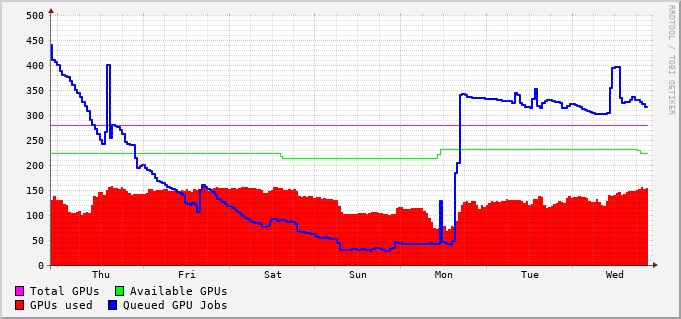 500
450
400
350
300
250
200
150
100
50
0
Thu Fri Sat Sun Mon Tue Wed
Total GPUs Available GPUs
GPUs used Queued GPU Jobs
RRDTOOL / TOBI OETIKER